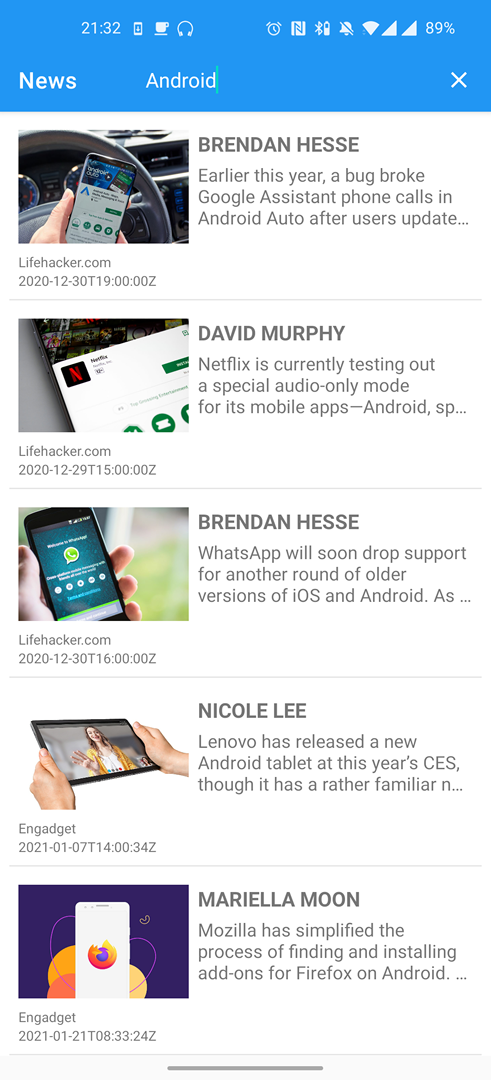 21:32
89%
News
Android
BRENDAN HESSE
Earlier this year, a bug broke
Google Assistant phone calls in
Android Auto after users update…
Lifehacker.com
2020-12-30T19:00:00Z
Netflix
DAVID MURPHY
Netflix is currently testing out
a special audio-only mode
for its mobile apps—Android, sp…
Lifehacker.com
2020-12-29T15:00:00Z
Welcome to WhatsApp!
BRENDAN HESSE
WhatsApp will soon drop support
for another round of older
versions of iOS and Android. As …
Lifehacker.com
2020-12-30T16:00:00Z
NICOLE LEE
Lenovo has released a new
Android tablet at this year’s CES,
though it has a rather familiar n…
Engadget
2021-01-07T14:00:34Z
MARIELLA MOON
Mozilla has simplified the
process of finding and installing
add-ons for Firefox on Android. …
Engadget
2021-01-21T08:33:24Z